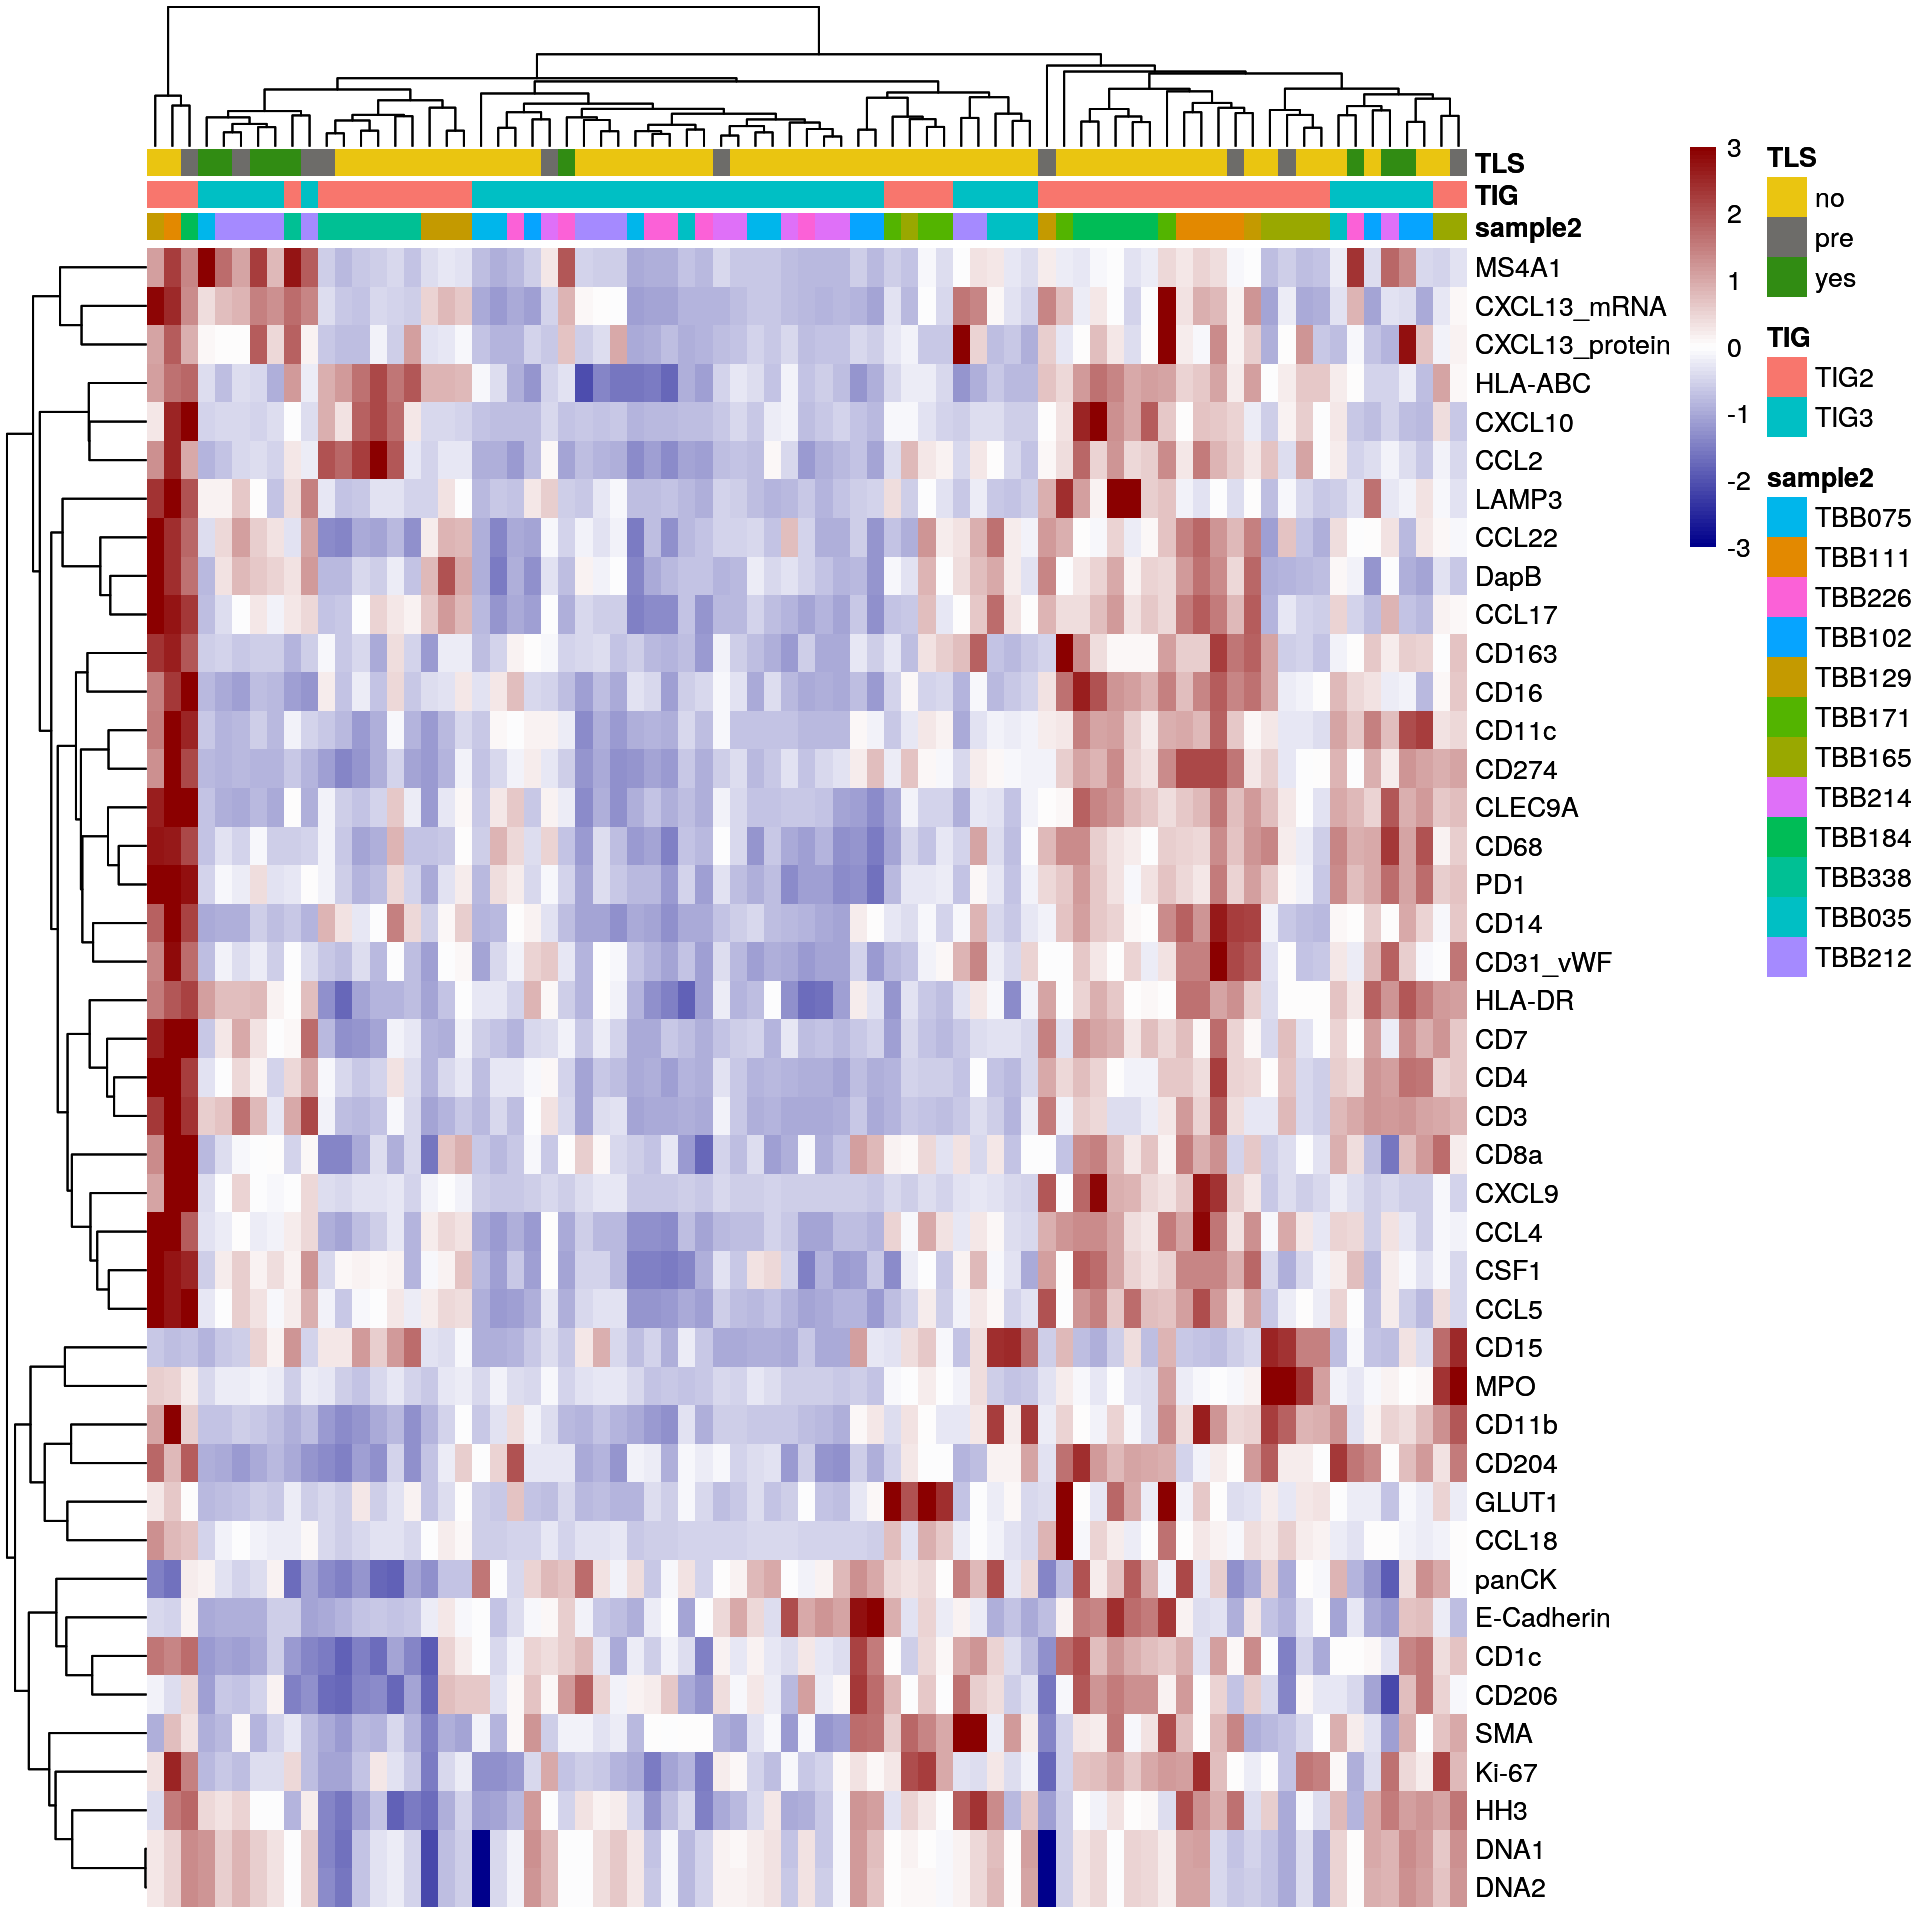 TLS
TIG
sample2
MS4A1
CXCL13_mRNA
CXCL13_protein
HLA-ABC
CXCL10
CCL2
LAMP3
CCL22
DapB
CCL17
CD163
CD16
CD11c
CD274
CLEC9A
CD68
PD1
CD14
CD31_vWF
HLA-DR
CD7
CD4
CD3
CD8a
CXCL9
CCL4
CSF1
CCL5
CD15
MPO
CD11b
CD204
GLUT1
CCL18
panCK
E-Cadherin
CD1c
CD206
SMA
Ki-67
HH3
DNA1
DNA2
3
2
1
0
-1
-2
-3
TLS
no
pre
yes
TIG
TIG2
TIG3
sample2
TBB075
TBB111
TBB226
TBB102
TBB129
TBB171
TBB165
TBB214
TBB184
TBB338
TBB035
TBB212